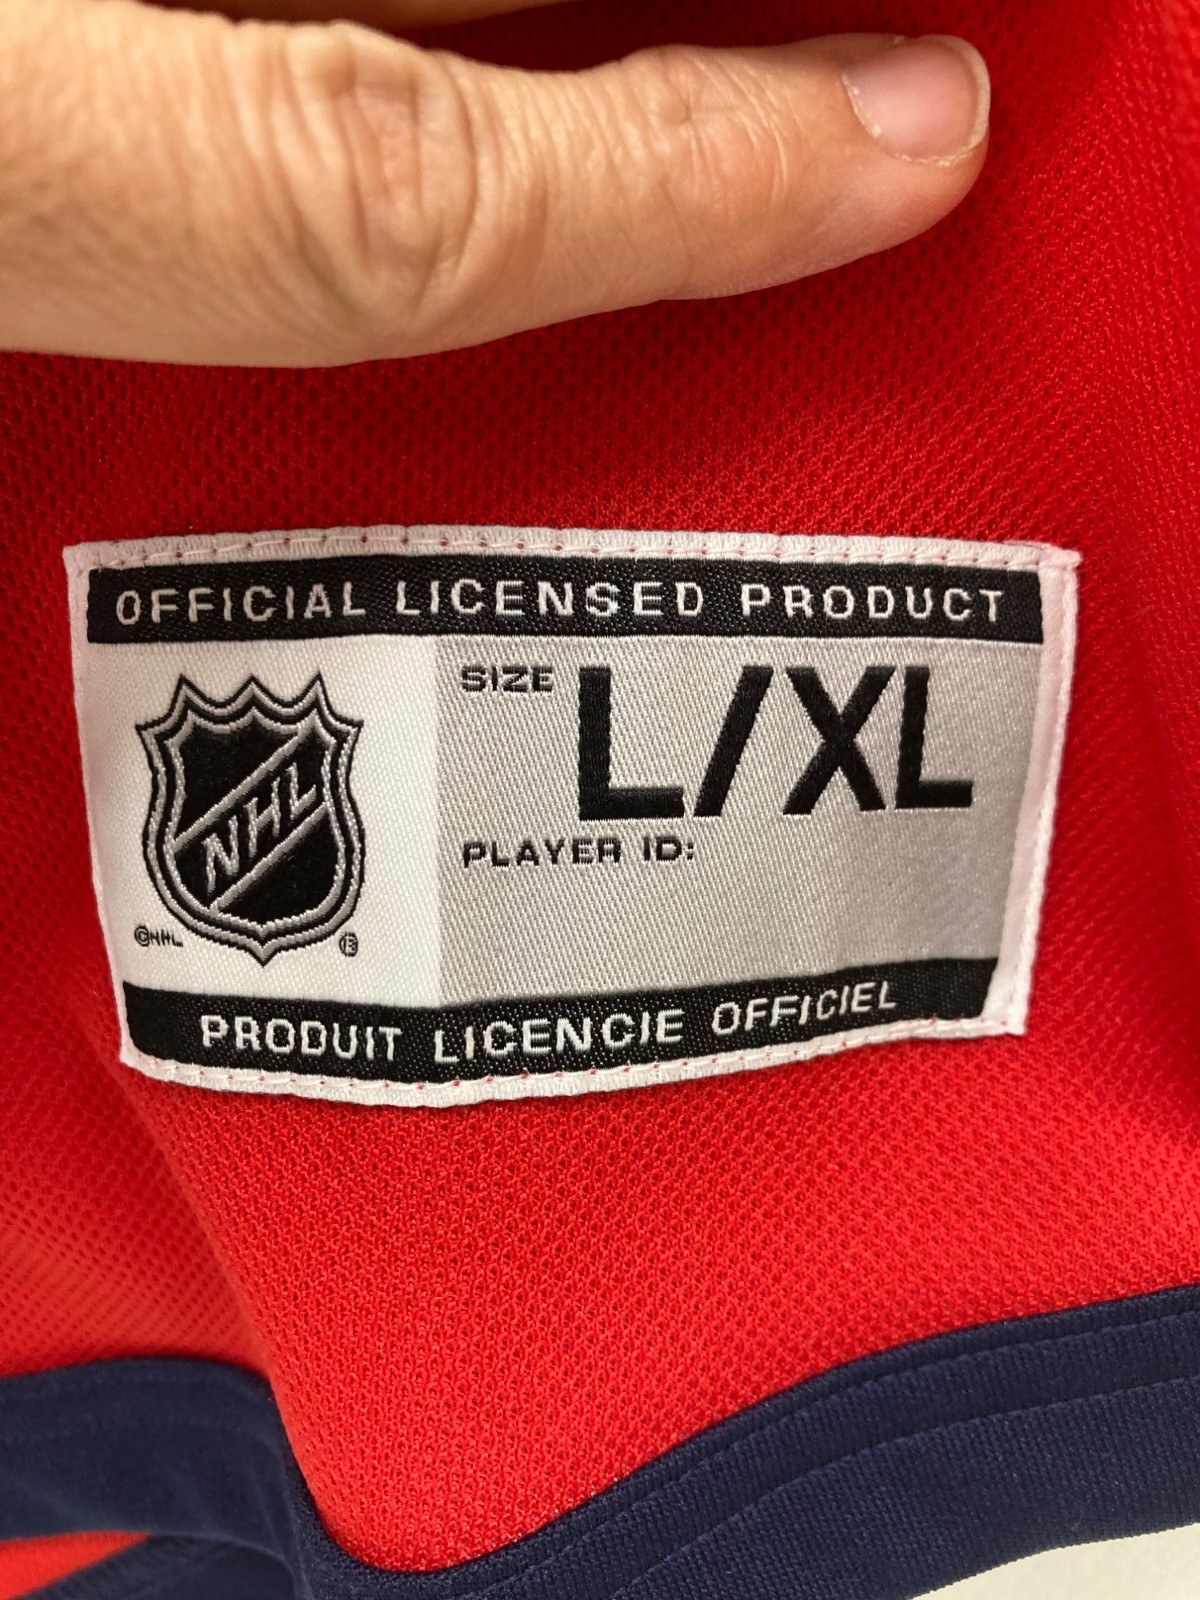 OFFICIAL LICENSED PRODUCT
SIZE L/XL
NHL
PLAYER ID:
©NHL ®
PRODUIT LICENCIE OFFICIEL